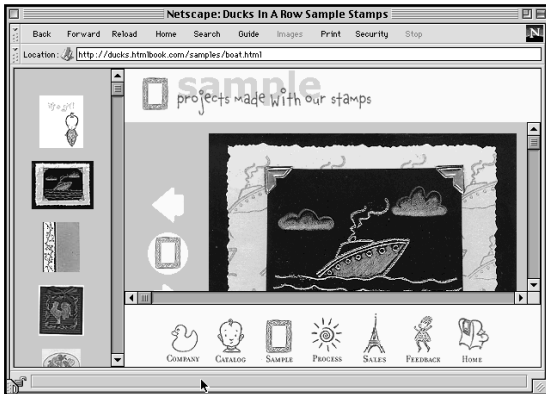 Netscape: Ducks In A Row Sample Stamps
Back Forward Reload Home Search Guide Images Print Security Stop
N
Location: http://ducks.htmlbook.com/samples/boat.html
sample
projects made with our stamps
COMPANY CATALOG SAMPLE PROCESS SALES FEEDBACK HOME